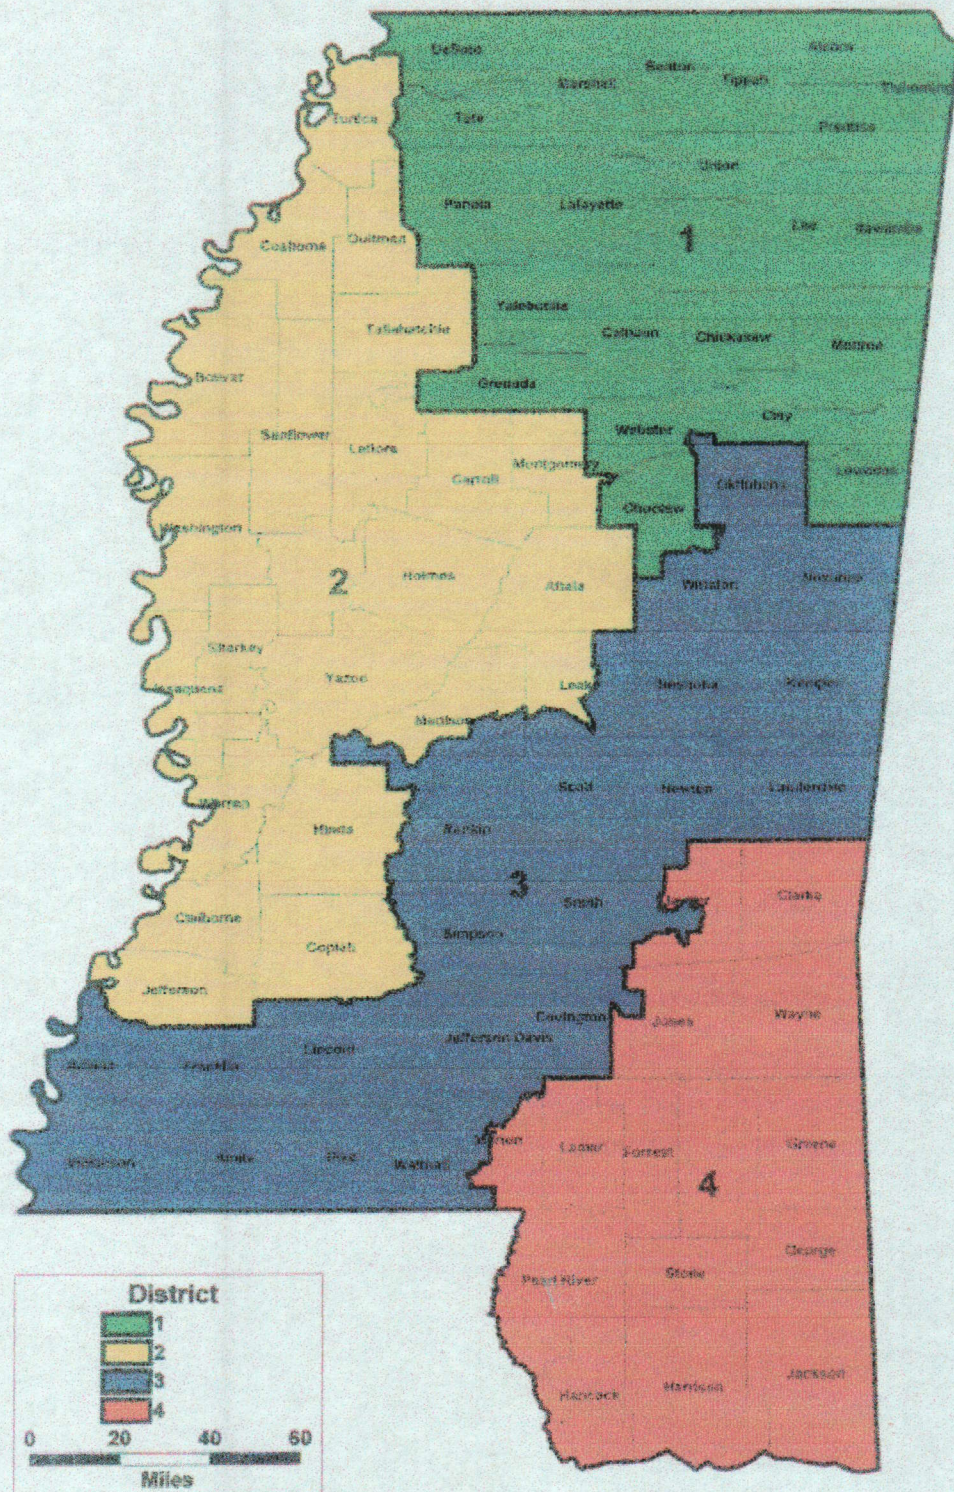 DeSoto
Marshall
Benton
Tippah
Alcorn
Tishomingo
Tunica
Tate
Prentiss
Union
Panola
Lafayette
Lee
Itawamba
Coahoma
Quitman
1
Yalobusha
Tallahatchie
Calhoun
Chickasaw
Monroe
Bolivar
Grenada
Clay
Sunflower
Leflore
Webster
Carroll
Montgomery
Lowndes
Oktibbeha
Choctaw
Washington
2
Holmes
Attala
Winston
Noxubee
Sharkey
Issaquena
Yazoo
Leake
Neshoba
Kemper
Madison
Scott
Newton
Lauderdale
Warren
Hinds
Rankin
3
Smith
Jasper
Clarke
Claiborne
Copiah
Simpson
Jefferson
Covington
Jones
Wayne
Lincoln
Jefferson Davis
Adams
Franklin
Wilkinson
Amite
Pike
Walthall
Marion
Lamar
Forrest
Greene
4
George
Pearl River
Stone
Hancock
Harrison
Jackson
District
1
2
3
4
0 20 40 60
Miles